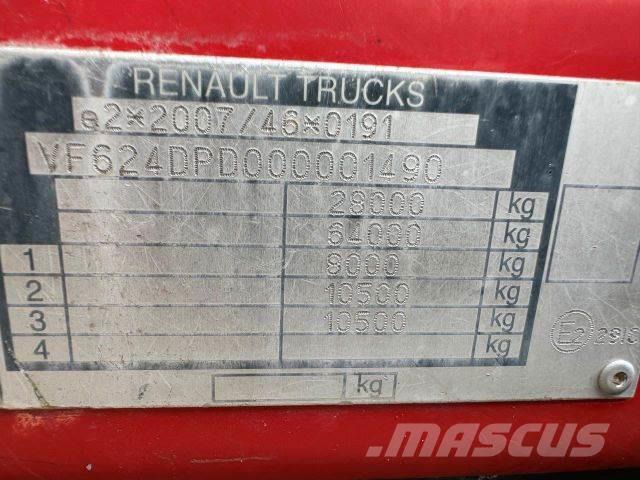 RENAULT TRUCKS
e2*2007/46*0191
VF624DPD000001490
28000 kg
64000 kg
1 8000 kg
2 10500 kg
3 10500 kg
4 kg
kg
E2
MASCUS